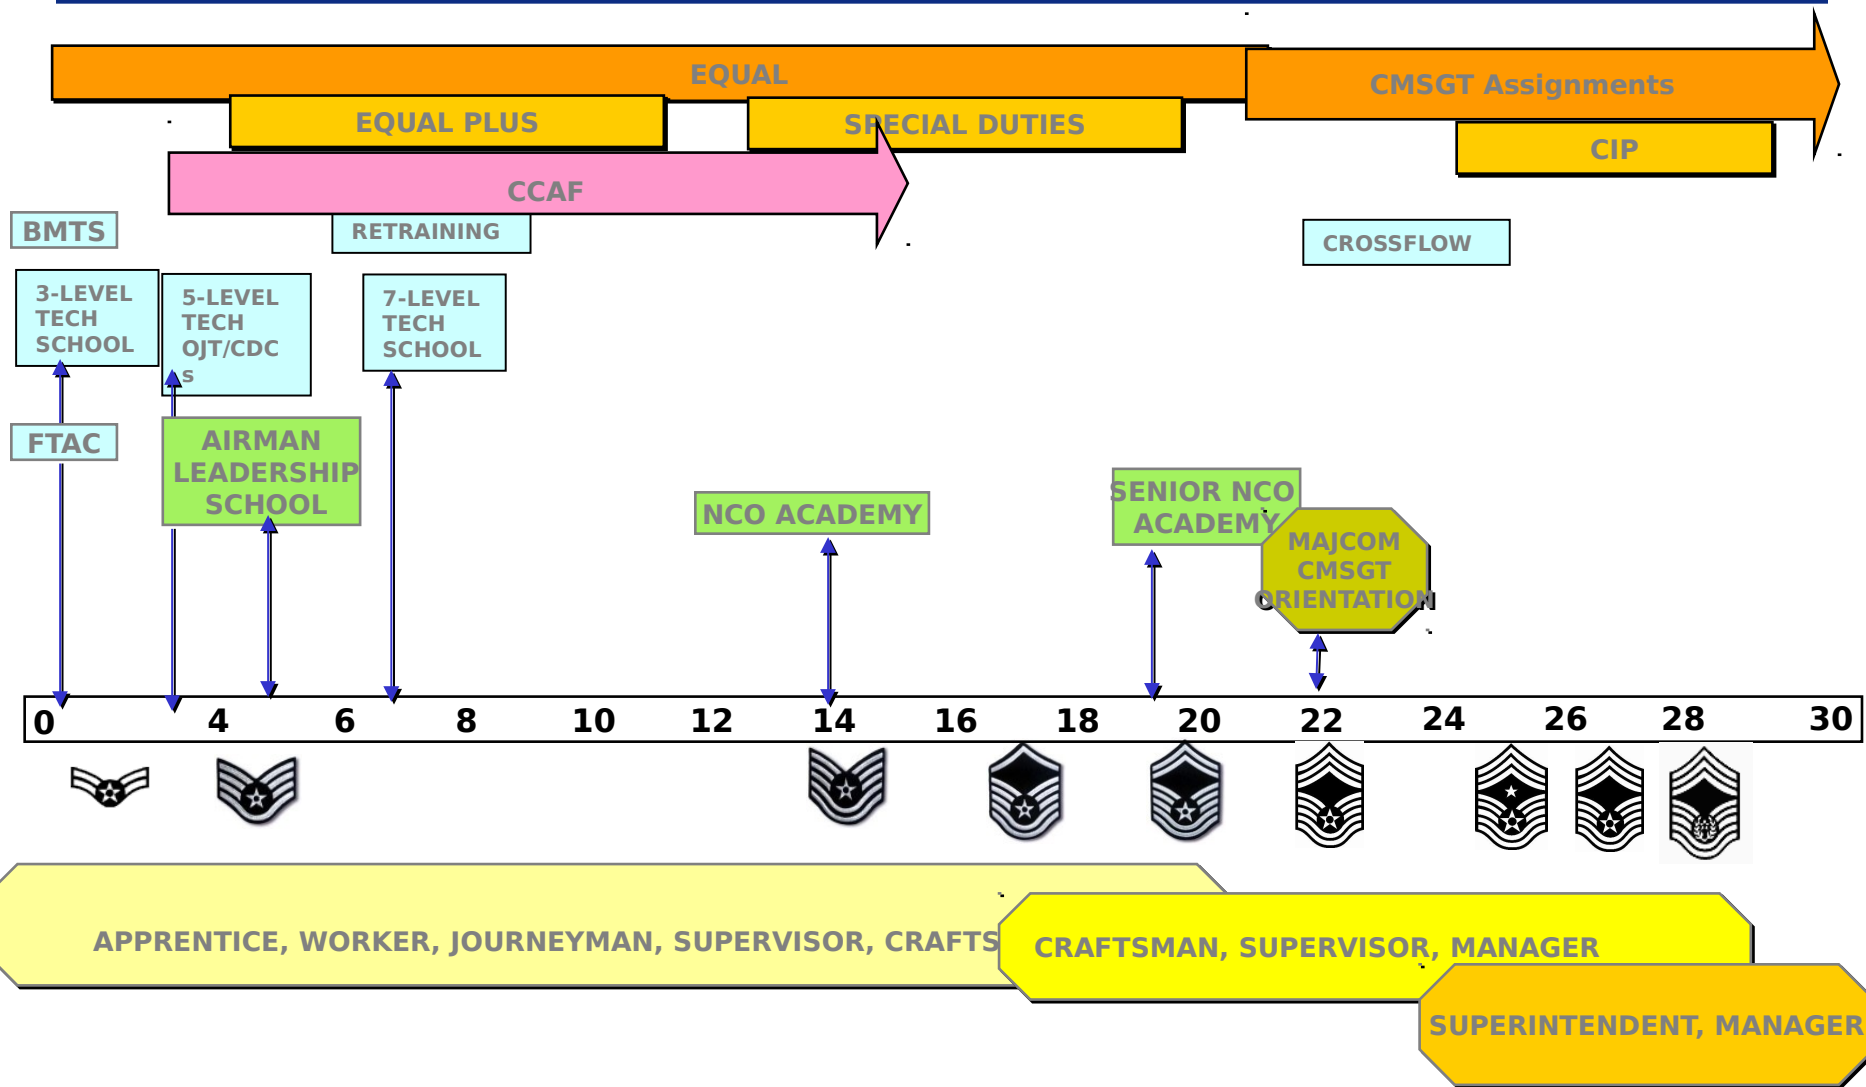 EQUAL
CMSGT Assignments
EQUAL PLUS
SPECIAL DUTIES
CIP
CCAF
BMTS
RETRAINING
CROSSFLOW
3-LEVEL
TECH
SCHOOL
5-LEVEL
TECH
OJT/CDC
s
7-LEVEL
TECH
SCHOOL
FTAC
AIRMAN
LEADERSHIP
SCHOOL
NCO ACADEMY
SENIOR NCO
ACADEMY
MAJCOM
CMSGT
ORIENTATION
0 4 6 8 10 12 14 16 18 20 22 24 26 28 30
APPRENTICE, WORKER, JOURNEYMAN, SUPERVISOR, CRAFTS
CRAFTSMAN, SUPERVISOR, MANAGER
SUPERINTENDENT, MANAGER